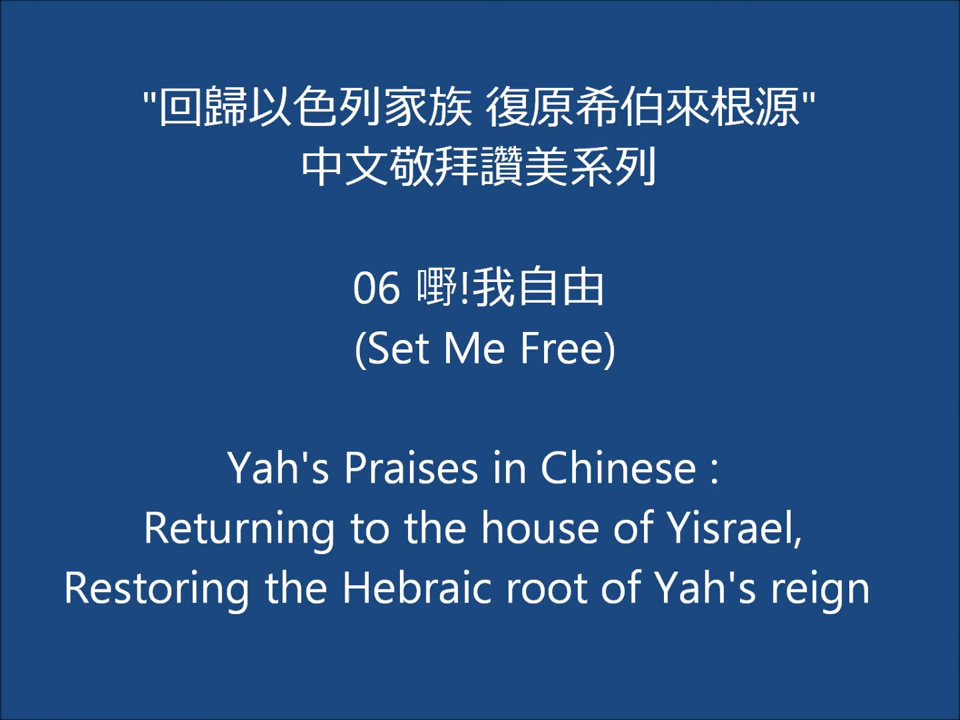 "回歸以色列家族 復原希伯來根源"
中文敬拜讚美系列
06 嘢!我自由
(Set Me Free)
Yah's Praises in Chinese :
Returning to the house of Yisrael,
Restoring the Hebraic root of Yah's reign